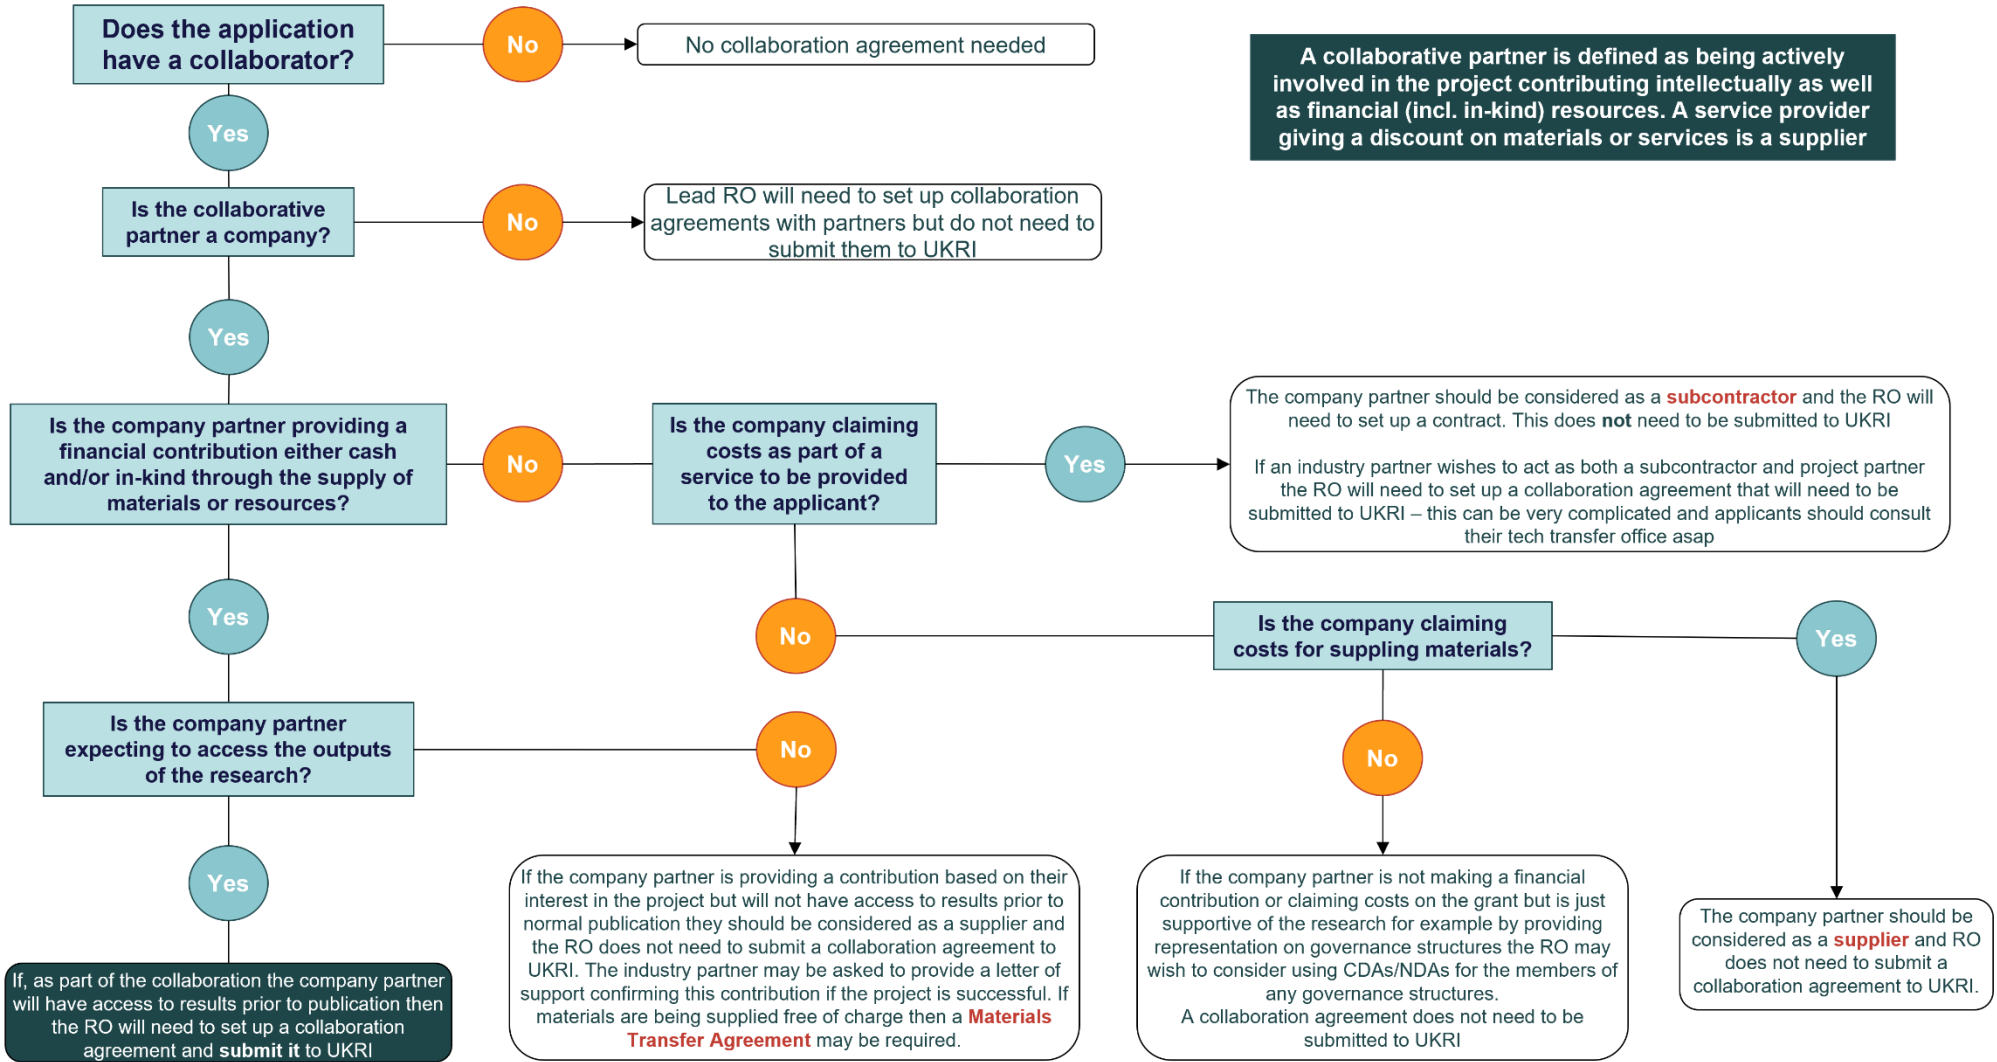 Does the application
have a collaborator?
No
No collaboration agreement needed
A collaborative partner is defined as being actively
involved in the project contributing intellectually as well
as financial (incl. in-kind) resources. A service provider
giving a discount on materials or services is a supplier
Yes
Is the collaborative
partner a company?
No
Lead RO will need to set up collaboration
agreements with partners but do not need to
submit them to UKRI
Yes
Is the company partner providing a
financial contribution either cash
and/or in-kind through the supply of
materials or resources?
No
Is the company claiming
costs as part of a
service to be provided
to the applicant?
Yes
The company partner should be considered as a subcontractor and the RO will
need to set up a contract. This does not need to be submitted to UKRI
If an industry partner wishes to act as both a subcontractor and project partner
the RO will need to set up a collaboration agreement that will need to be
submitted to UKRI – this can be very complicated and applicants should consult
their tech transfer office asap
Yes
No
Is the company claiming
costs for suppling materials?
Yes
Is the company partner
expecting to access the outputs
of the research?
No
No
Yes
If the company partner is providing a contribution based on their
interest in the project but will not have access to results prior to
normal publication they should be considered as a supplier and
the RO does not need to submit a collaboration agreement to
UKRI. The industry partner may be asked to provide a letter of
support confirming this contribution if the project is successful. If
materials are being supplied free of charge then a Materials
Transfer Agreement may be required.
If the company partner is not making a financial
contribution or claiming costs on the grant but is just
supportive of the research for example by providing
representation on governance structures the RO may
wish to consider using CDAs/NDAs for the members of
any governance structures.
A collaboration agreement does not need to be
submitted to UKRI
The company partner should be
considered as a supplier and RO
does not need to submit a
collaboration agreement to UKRI.
If, as part of the collaboration the company partner
will have access to results prior to publication then
the RO will need to set up a collaboration
agreement and submit it to UKRI